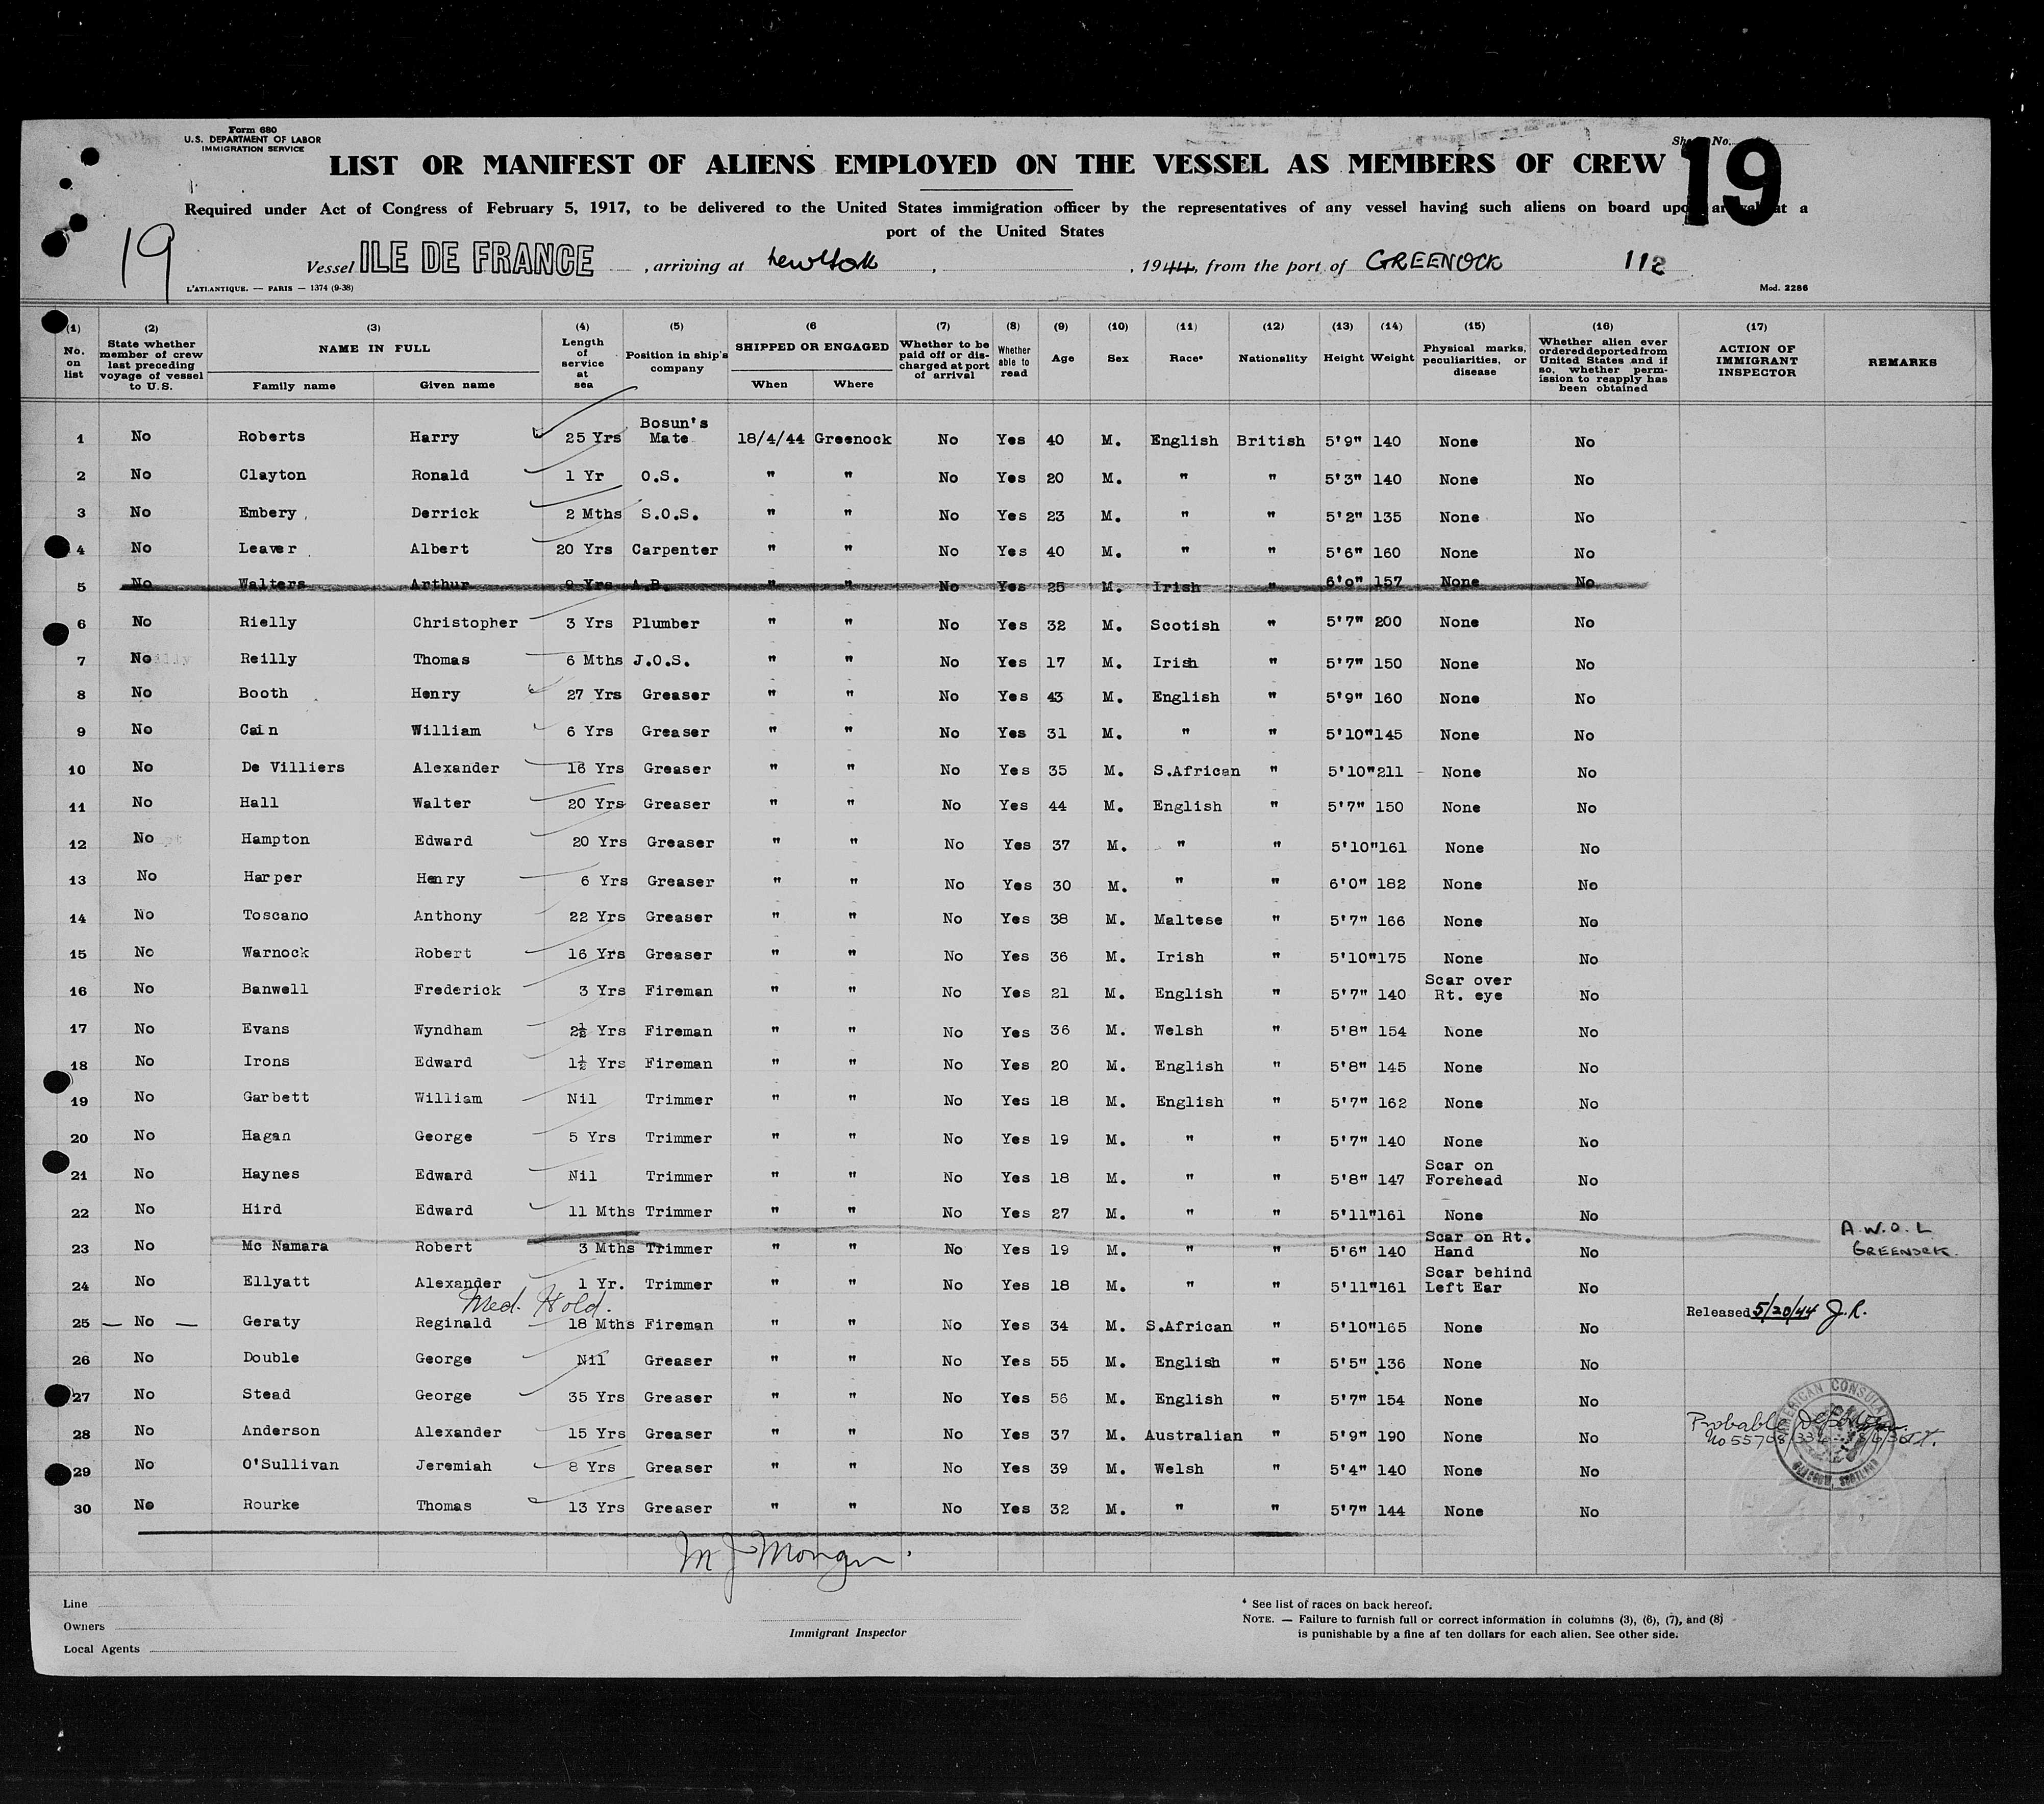 Form 680
U.S. DEPARTMENT OF LABOR
IMMIGRATION SERVICE
Sheet No.
19
LIST OR MANIFEST OF ALIENS EMPLOYED ON THE VESSEL AS MEMBERS OF CREW
Required under Act of Congress of February 5, 1917, to be delivered to the United States immigration officer by the representatives of any vessel having such aliens on board upon arrival at a
port of the United States
19
Vessel ILE DE FRANCE, arriving at New York, , 1944, from the port of GREENOCK 112
L'ATLANTIQUE. — PARIS — 1374 (9-38) Mod. 2286
(1) No. on list (2) State whether member of crew last preceding voyage of vessel to U.S. (3) NAME IN FULL Family name Given name (4) Length of service at sea (5) Position in ship's company (6 SHIPPED OR ENGAGED When Where (7) Whether to be paid off or discharged at port of arrival (8) Whether able to read (9) Age (10) Sex (11) Race* (12) Nationality (13) Height (14) Weight (15) Physical marks, peculiarities, or disease (16) Whether alien ever ordered deported from United States and if so, whether permission to reapply has been obtained (17) ACTION OF IMMIGRANT INSPECTOR REMARKS
1 No Roberts Harry 25 Yrs Bosun's Mate 18/4/44 Greenock No Yes 40 M. English British 5'9" 140 None No
2 No Clayton Ronald 1 Yr O.S. " " No Yes 20 M. " " 5'3" 140 None No
3 No Embery Derrick 2 Mths S.O.S. " " No Yes 23 M. " " 5'2" 135 None No
4 No Leaver Albert 20 Yrs Carpenter " " No Yes 40 M. " " 5'6" 160 None No
5 No Walters Arthur 9 Yrs A.B. " " No Yes 25 M. Irish " 6'0" 157 None No
6 No Rielly Christopher 3 Yrs Plumber " " No Yes 32 M. Scotish " 5'7" 200 None No
7 No Reilly Thomas 6 Mths J.O.S. " " No Yes 17 M. Irish " 5'7" 150 None No
8 No Booth Henry 27 Yrs Greaser " " No Yes 43 M. English " 5'9" 160 None No
9 No Cain William 6 Yrs Greaser " " No Yes 31 M. " " 5'10" 145 None No
10 No De Villiers Alexander 16 Yrs Greaser " " No Yes 35 M. S.African " 5'10" 211 None No
11 No Hall Walter 20 Yrs Greaser " " No Yes 44 M. English " 5'7" 150 None No
12 No Hampton Edward 20 Yrs Greaser " " No Yes 37 M. " " 5'10" 161 None No
13 No Harper Henry 6 Yrs Greaser " " No Yes 30 M. " " 6'0" 182 None No
14 No Toscano Anthony 22 Yrs Greaser " " No Yes 38 M. Maltese " 5'7" 166 None No
15 No Warnock Robert 16 Yrs Greaser " " No Yes 36 M. Irish " 5'10" 175 None No
16 No Banwell Frederick 3 Yrs Fireman " " No Yes 21 M. English " 5'7" 140 Scar over Rt. eye No
17 No Evans Wyndham 2½ Yrs Fireman " " No Yes 36 M. Welsh " 5'8" 154 None No
18 No Irons Edward 1½ Yrs Fireman " " No Yes 20 M. English " 5'8" 145 None No
19 No Garbett William Nil Trimmer " " No Yes 18 M. English " 5'7" 162 None No
20 No Hagan George 5 Yrs Trimmer " " No Yes 19 M. " " 5'7" 140 None No
21 No Haynes Edward Nil Trimmer " " No Yes 18 M. " " 5'8" 147 Scar on Forehead No
22 No Hird Edward 11 Mths Trimmer " " No Yes 27 M. " " 5'11" 161 None No
23 No Mc Namara Robert 3 Mths Trimmer " " No Yes 19 M. " " 5'6" 140 Scar on Rt. Hand No A.W.O.L GREENOCK.
24 No Ellyatt Alexander 1 Yr. Trimmer " " No Yes 18 M. " " 5'11" 161 Scar behind Left Ear No
Med. Hold.
25 — No — Geraty Reginald 18 Mths Fireman " " No Yes 34 M. S.African " 5'10" 165 None No Released 5/20/44 J.R.
26 No Double George Nil Greaser " " No Yes 55 M. English " 5'5" 136 None No
27 No Stead George 35 Yrs Greaser " " No Yes 56 M. English " 5'7" 154 None No
28 No Anderson Alexander 15 Yrs Greaser " " No Yes 37 M. Australian " 5'9" 190 None No Probable
29 No O'Sullivan Jeremiah 8 Yrs Greaser " " No Yes 39 M. Welsh " 5'4" 140 None No
30 No Rourke Thomas 13 Yrs Greaser " " No Yes 32 M. " " 5'7" 144 None No
AMERICAN CONSULATE
GLASGOW, SCOTLAND
Line
Owners
Local Agents
Immigrant Inspector
* See list of races on back hereof.
NOTE. — Failure to furnish full or correct information in columns (3), (6), (7), and (8)
is punishable by a fine af ten dollars for each alien. See other side.